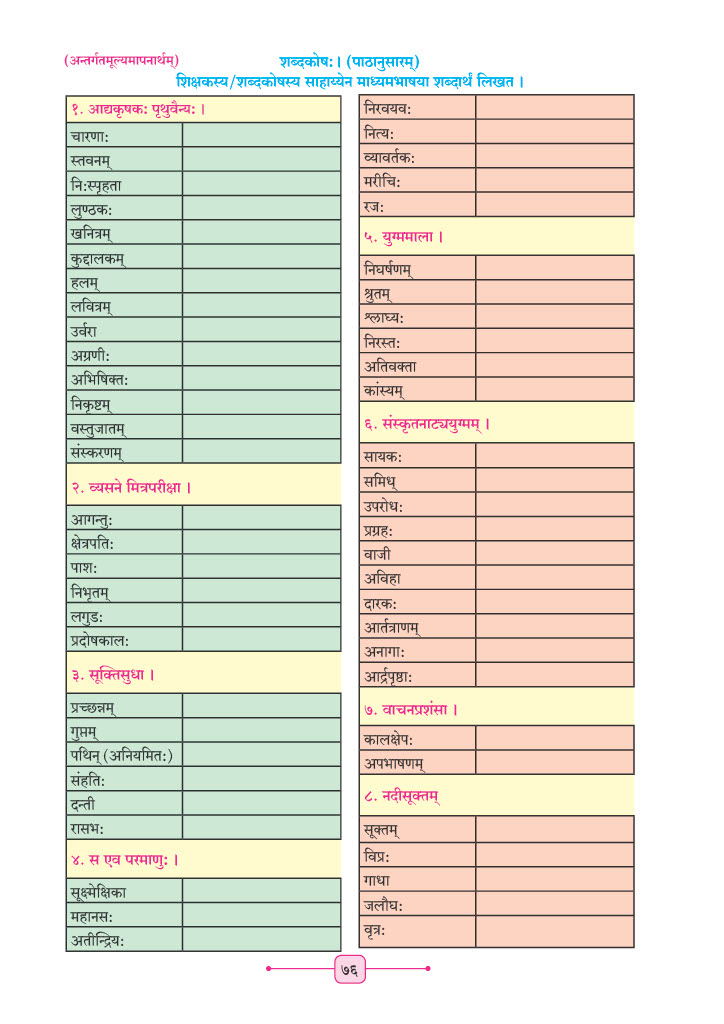 (अन्तर्गतमूल्यमापनार्थम्)
शब्दकोष:। (पाठानुसारम्)
शिक्षकस्य/शब्दकोषस्य साहाय्येन माध्यमभाषया शब्दार्थं लिखत ।
१. आद्यकृषक: पृथुवैन्य: ।
चारणा:
स्तवनम्
नि:स्पृहता
लुण्ठक:
खनित्रम्
कुद्दालकम्
हलम्
लवित्रम्
उर्वरा
अग्रणी:
अभिषिक्त:
निकृष्टम्
वस्तुजातम्
संस्करणम्
२. व्यसने मित्रपरीक्षा ।
आगन्तु:
क्षेत्रपति:
पाश:
निभृतम्
लगुड:
प्रदोषकाल:
३. सूक्तिसुधा ।
प्रच्छन्नम्
गुप्तम्
पथिन् (अनियमित:)
संहति:
दन्ती
रासभ:
४. स एव परमाणु: ।
सूक्ष्मेक्षिका
महानस:
अतीन्द्रिय:
निरवयव:
नित्य:
व्यावर्तक:
मरीचि:
रज:
५. युग्ममाला ।
निघर्षणम्
श्रुतम्
श्लाघ्य:
निरस्त:
अतिवक्ता
कांस्यम्
६. संस्कृतनाट्ययुग्मम् ।
सायक:
समिध्
उपरोध:
प्रग्रह:
वाजी
अविहा
दारक:
आर्तत्राणम्
अनागा:
आर्द्रपृष्ठा:
७. वाचनप्रशंसा ।
कालक्षेप:
अपभाषणम्
८. नदीसूक्तम्
सूक्तम्
विप्र:
गाधा
जलौघ:
वृत्र:
७६